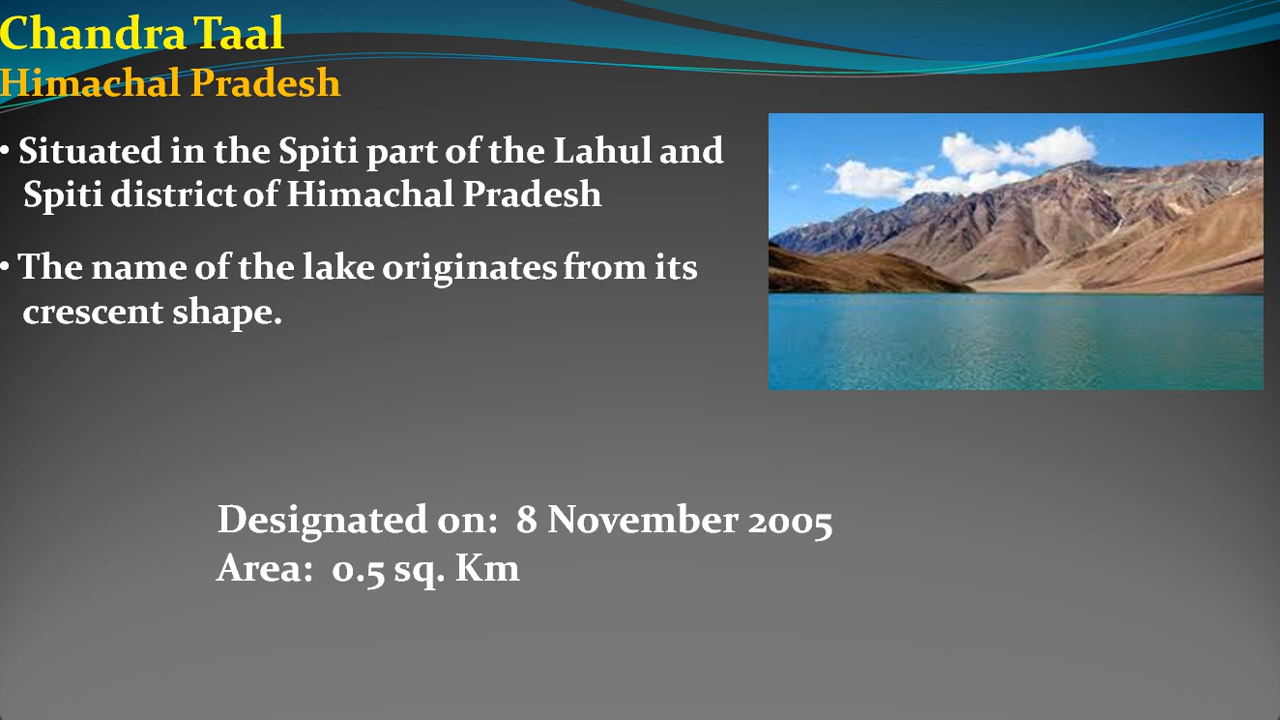 Chandra Taal
Himachal Pradesh
• Situated in the Spiti part of the Lahul and
Spiti district of Himachal Pradesh
• The name of the lake originates from its
crescent shape.
Designated on: 8 November 2005
Area: 0.5 sq. Km